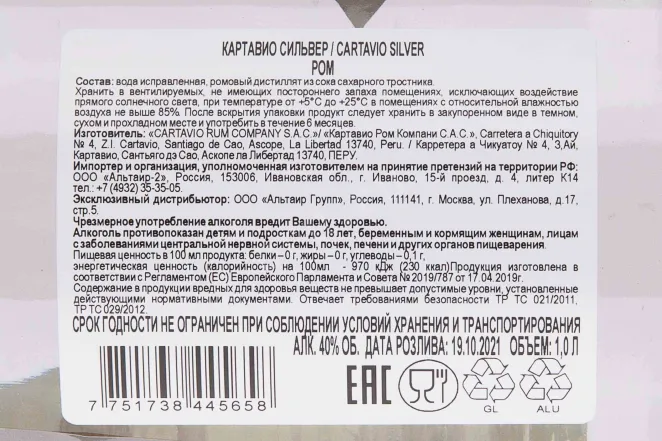 КАРТАВИО СИЛЬВЕР / CARTAVIO SILVER
РОМ
Состав: вода исправленная, ромовый дистиллят из сока сахарного тростника.
Хранить в вентилируемых, не имеющих постороннего запаха помещениях, исключающих воздействие
прямого солнечного света, при температуре от +5°С до +25°С в помещениях с относительной влажностью
воздуха не выше 85%. После вскрытия упаковки продукт следует хранить в закупоренном виде в темном,
сухом и прохладном месте и употребить в течение 6 месяцев.
Изготовитель: «CARTAVIO RUM COMPANY S.A.C.»/ «Картавио Ром Компани С.А.С.», Carretera a Chiquitory
№ 4, Z.I. Cartavio, Santiago de Cao, Ascope, La Libertad 13740, Peru. / Карретера а Чикуатоу № 4, З,Ай,
Картавио, Сантьяго дэ Сао, Аскопе ла Либертад 13740, ПЕРУ.
Импортер и организация, уполномоченная изготовителем на принятие претензий на территории РФ:
ООО «Альтаир-2», Россия, 153006, Ивановская обл., г. Иваново, 15-й проезд, д. 4, литер К14
тел.: +7 (4932) 35-35-05.
Эксклюзивный дистрибьютор: ООО «Альтаир Групп», Россия, 111141, г. Москва, ул. Плеханова, д.17,
стр.5.
Чрезмерное употребление алкоголя вредит Вашему здоровью.
Алкоголь противопоказан детям и подросткам до 18 лет, беременным и кормящим женщинам, лицам
с заболеваниями центральной нервной системы, почек, печени и других органов пищеварения.
Пищевая ценность в 100 мл продукта: белки – 0 г, жиры – 0 г, углеводы – 0,1 г,
энергетическая ценность (калорийность) на 100мл - 970 кДж (230 ккал)Продукция изготовлена в
соответствии с Регламентом (ЕС) Европейского Парламента и Совета №2019/787 от 17.04.2019г.
Содержание в продукции вредных для здоровья веществ не превышает допустимые уровни, установленные
действующими нормативными документами. Отвечает требованиями безопасности ТР ТС 021/2011,
ТР ТС 029/2012.
СРОК ГОДНОСТИ НЕ ОГРАНИЧЕН ПРИ СОБЛЮДЕНИИ УСЛОВИЙ ХРАНЕНИЯ И ТРАНСПОРТИРОВАНИЯ
АЛК. 40% ОБ. ДАТА РОЗЛИВА: 19.10.2021 ОБЪЕМ: 1,0 Л
7 751738 445658
EAC
GL
ALU